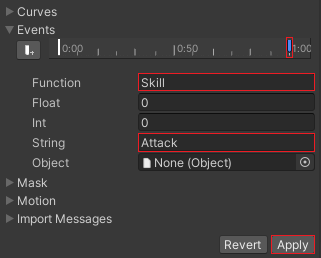 Curves
Events
0:00 0:50 1:00
Function Skill
Float 0
Int 0
String Attack
Object None (Object)
Mask
Motion
Import Messages
Revert Apply